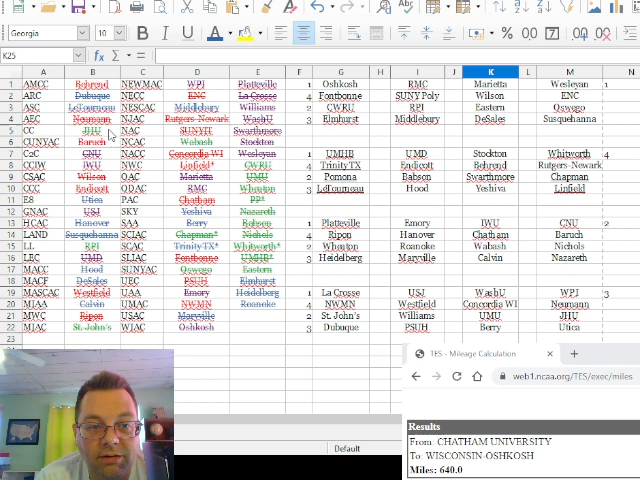 Georgia 10 pt
K25
A B C D E F G H I J K L M N
1 AMCC Behrend NEWMAC WPI Platteville 1 Oshkosh RMC Marietta Wesleyan 1
2 ARC Dubuque NECC ENC La Crosse 4 Fontbonne SUNY Poly Wilson ENC
3 ASC LeTourneau NESCAC Middlebury Williams 2 CWRU RPI Eastern Oswego
4 AEC Neumann NJAC Rutgers-Newark WashU 3 Elmhurst Middlebury DeSales Susquehanna
5 CC JHU NAC SUNYIT Swarthmore
6 CUNYAC Baruch NCAC Wabash Stockton
7 C2C CNU NACC Concordia WI Wesleyan 1 UMHB UMD Stockton Whitworth 4
8 CCIW IWU NWC Linfield* CWRU 4 Trinity TX Endicott Behrend Rutgers-Newark
9 CSAC Wilson OAC Marietta UMU 2 Pomona Babson Swarthmore Chapman
10 CCC Endicott ODAC RMC Wheaton 3 LeTourneau Hood Yeshiva Linfield
11 E8 Utica PAC Chatham PP*
12 GNAC USJ SKY Yeshiva Nazareth
13 HCAC Hanover SAA Berry Babson 1 Platteville Emory IWU CNU 2
14 LAND Susquehanna SCIAC Chapman* Nichols 4 Ripon Hanover Chatham Baruch
15 LL RPI SCAC Trinity TX* Whitworth* 2 Wheaton Roanoke Wabash Nichols
16 LEC UMD SLIAC Fontbonne UMHB* 3 Heidelberg Maryville Calvin Nazareth
17 MACC Hood SUNYAC Oswego Eastern
18 MACF DeSales UEC PSUH Elmhurst
19 MASCAC Westfield UAA Emory Heidelberg 1 La Crosse USJ WashU WPI 3
20 MIAA Calvin UMAC NWMN Roanoke 4 NWMN Westfield Concordia WI Neumann
21 MWC Ripon USAC Maryville 2 St. John's Williams UMU JHU
22 MIAC St. John's WIAC Oshkosh 3 Dubuque PSUH Berry Utica
23
Default
TES - Mileage Calculation
web1.ncaa.org/TES/exec/miles
Results
From: CHATHAM UNIVERSITY
To: WISCONSIN-OSHKOSH
Miles: 640.0